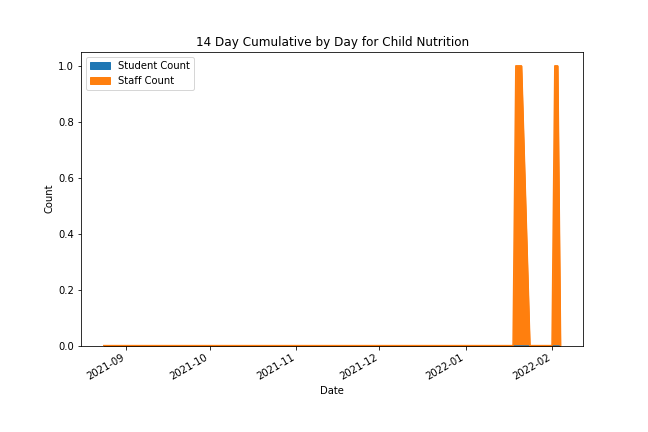 14 Day Cumulative by Day for Child Nutrition
Student Count
Staff Count
1.0
0.8
0.6
0.4
0.2
0.0
Count
2021-09
2021-10
2021-11
2021-12
2022-01
2022-02
Date